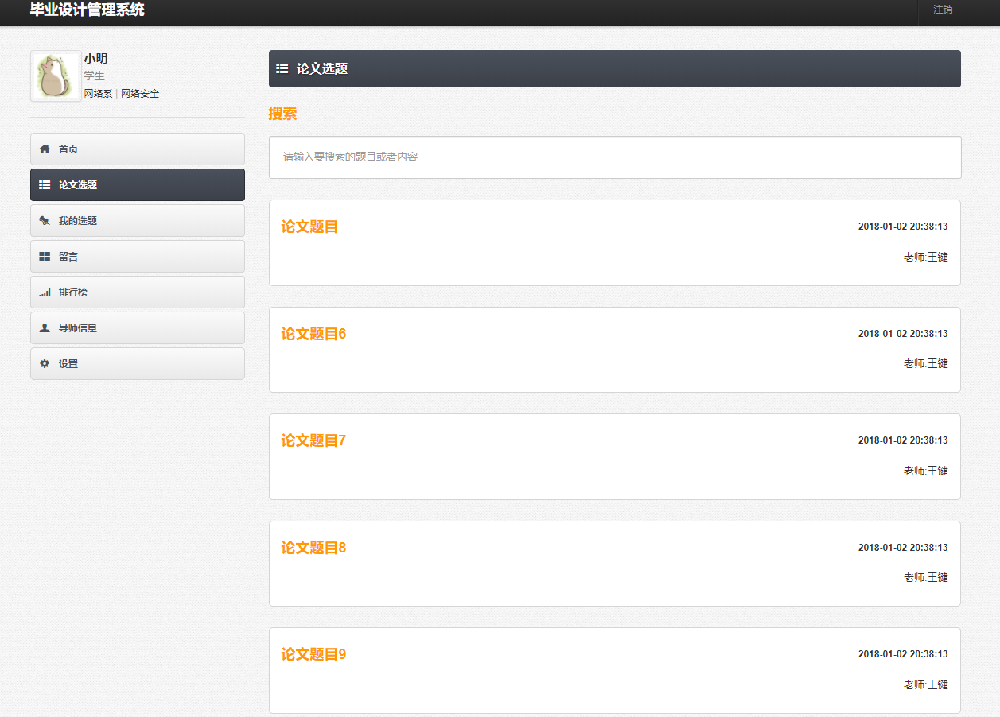 毕业设计管理系统
注销
小明
学生
网络系 | 网络安全
首页
论文选题
我的选题
留言
排行榜
导师信息
设置
论文选题
搜索
请输入要搜索的题目或者内容
论文题目
2018-01-02 20:38:13
老师:王键
论文题目6
2018-01-02 20:38:13
老师:王键
论文题目7
2018-01-02 20:38:13
老师:王键
论文题目8
2018-01-02 20:38:13
老师:王键
论文题目9
2018-01-02 20:38:13
老师:王键